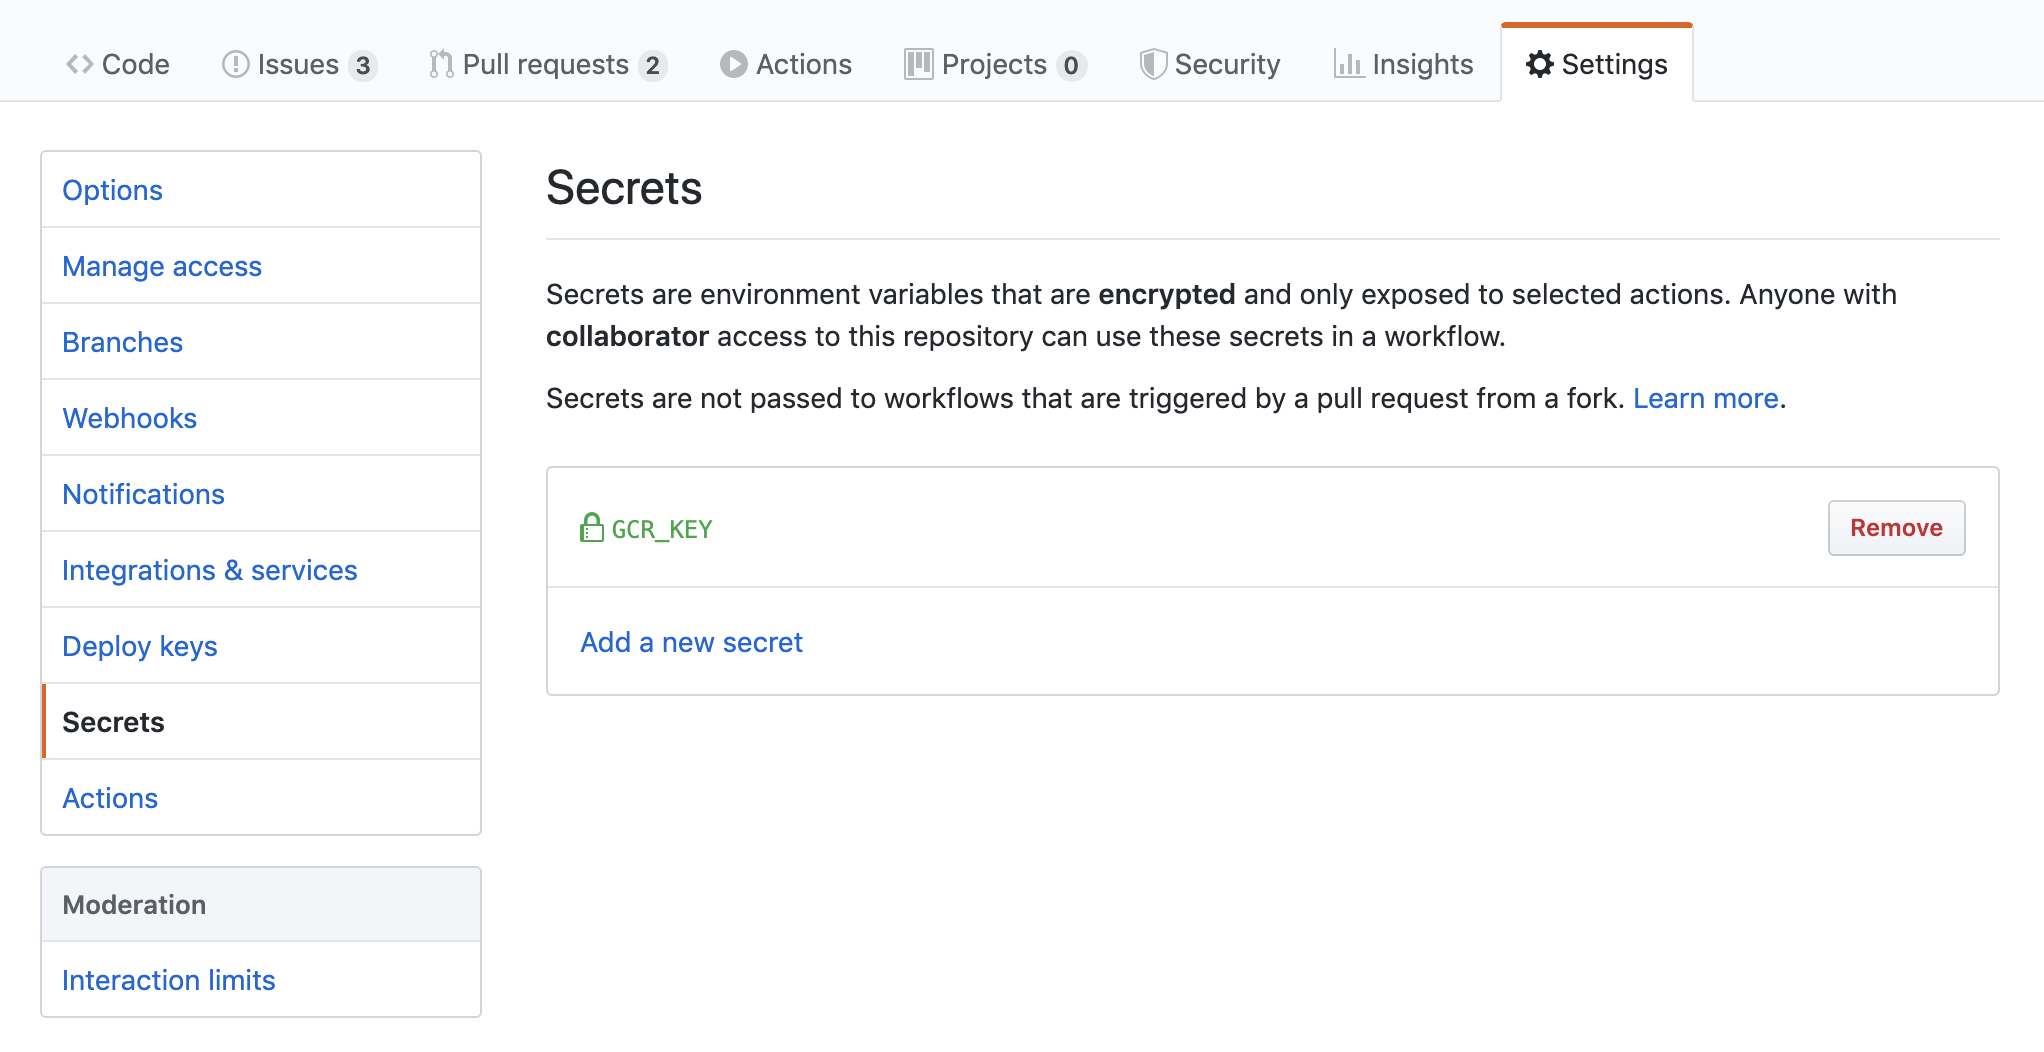 Code Issues 3 Pull requests 2 Actions Projects 0 Security Insights Settings
Options
Manage access
Branches
Webhooks
Notifications
Integrations & services
Deploy keys
Secrets
Actions
Moderation
Interaction limits
Secrets
Secrets are environment variables that are encrypted and only exposed to selected actions. Anyone with
collaborator access to this repository can use these secrets in a workflow.
Secrets are not passed to workflows that are triggered by a pull request from a fork. Learn more.
GCR_KEY Remove
Add a new secret